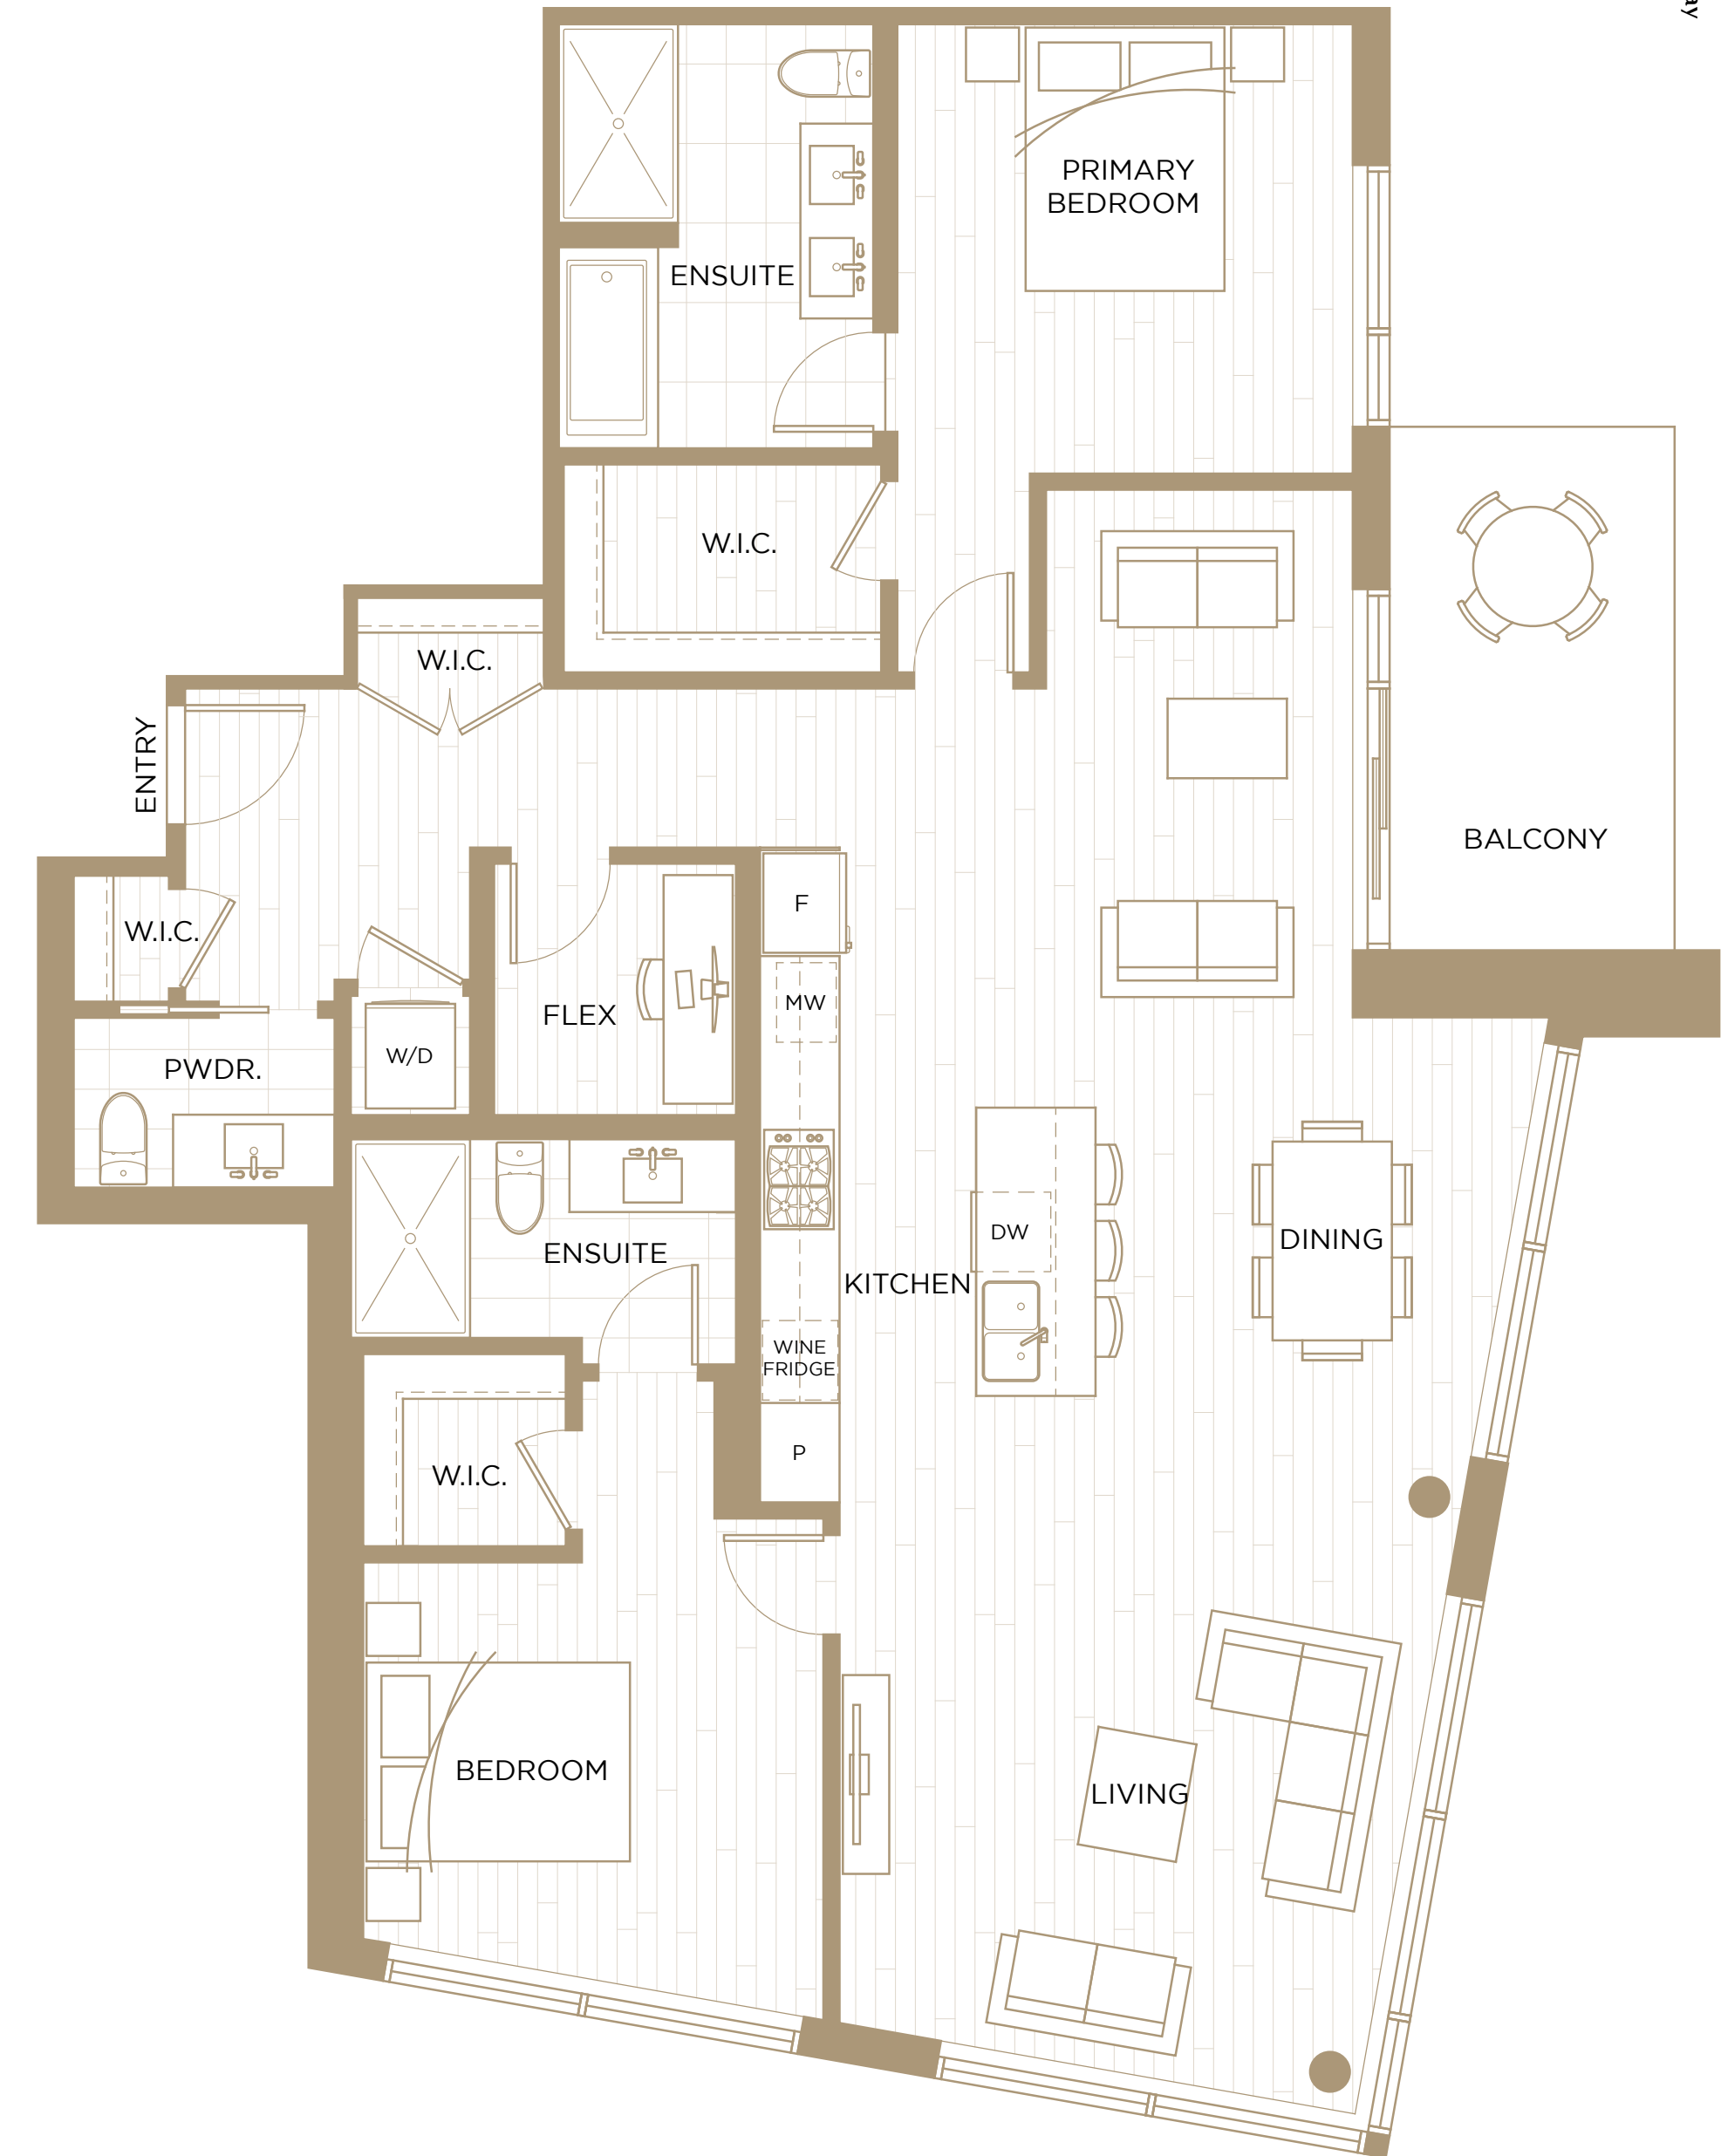 PRIMARY
BEDROOM
ENSUITE
W.I.C.
W.I.C.
ENTRY
BALCONY
W.I.C.
F
MW
FLEX
W/D
PWDR.
DW
DINING
ENSUITE
KITCHEN
WINE
FRIDGE
P
W.I.C.
BEDROOM
LIVING